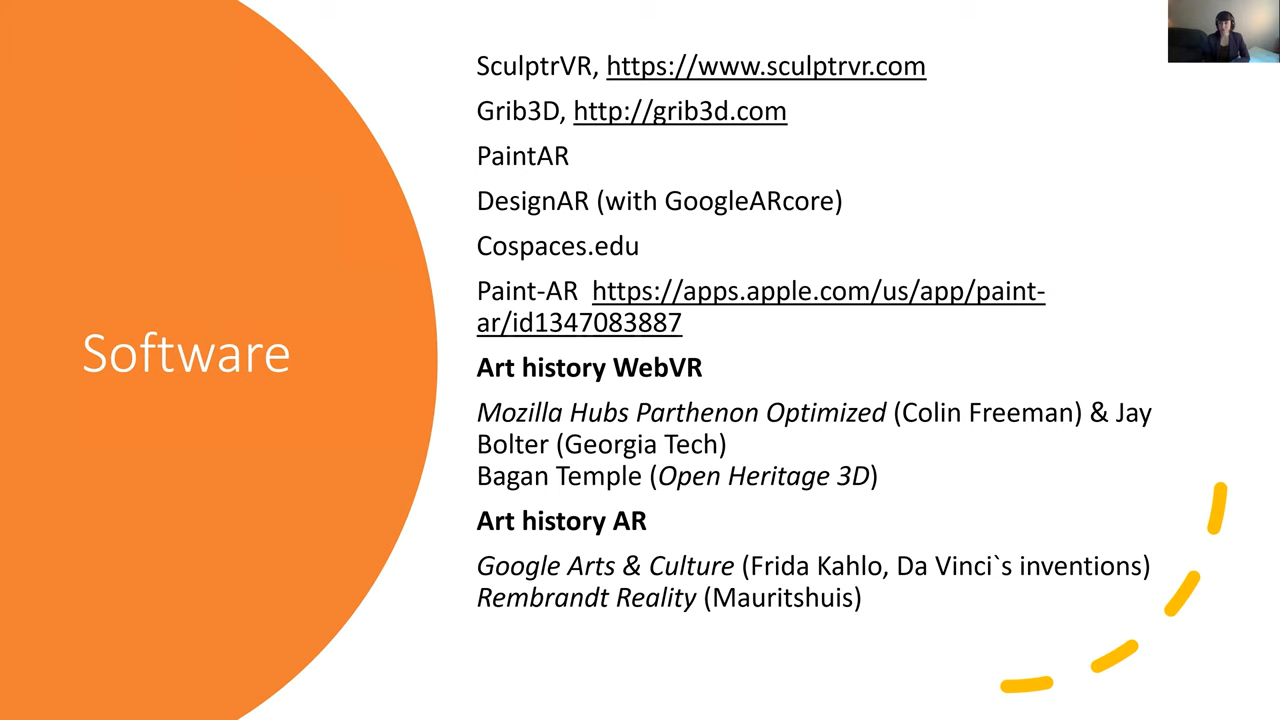 Software
SculptrVR, https://www.sculptrvr.com
Grib3D, http://grib3d.com
PaintAR
DesignAR (with GoogleARcore)
Cospaces.edu
Paint-AR  https://apps.apple.com/us/app/paint-
ar/id1347083887
Art history WebVR
Mozilla Hubs Parthenon Optimized (Colin Freeman) & Jay
Bolter (Georgia Tech)
Bagan Temple (Open Heritage 3D)
Art history AR
Google Arts & Culture (Frida Kahlo, Da Vinci`s inventions)
Rembrandt Reality (Mauritshuis)